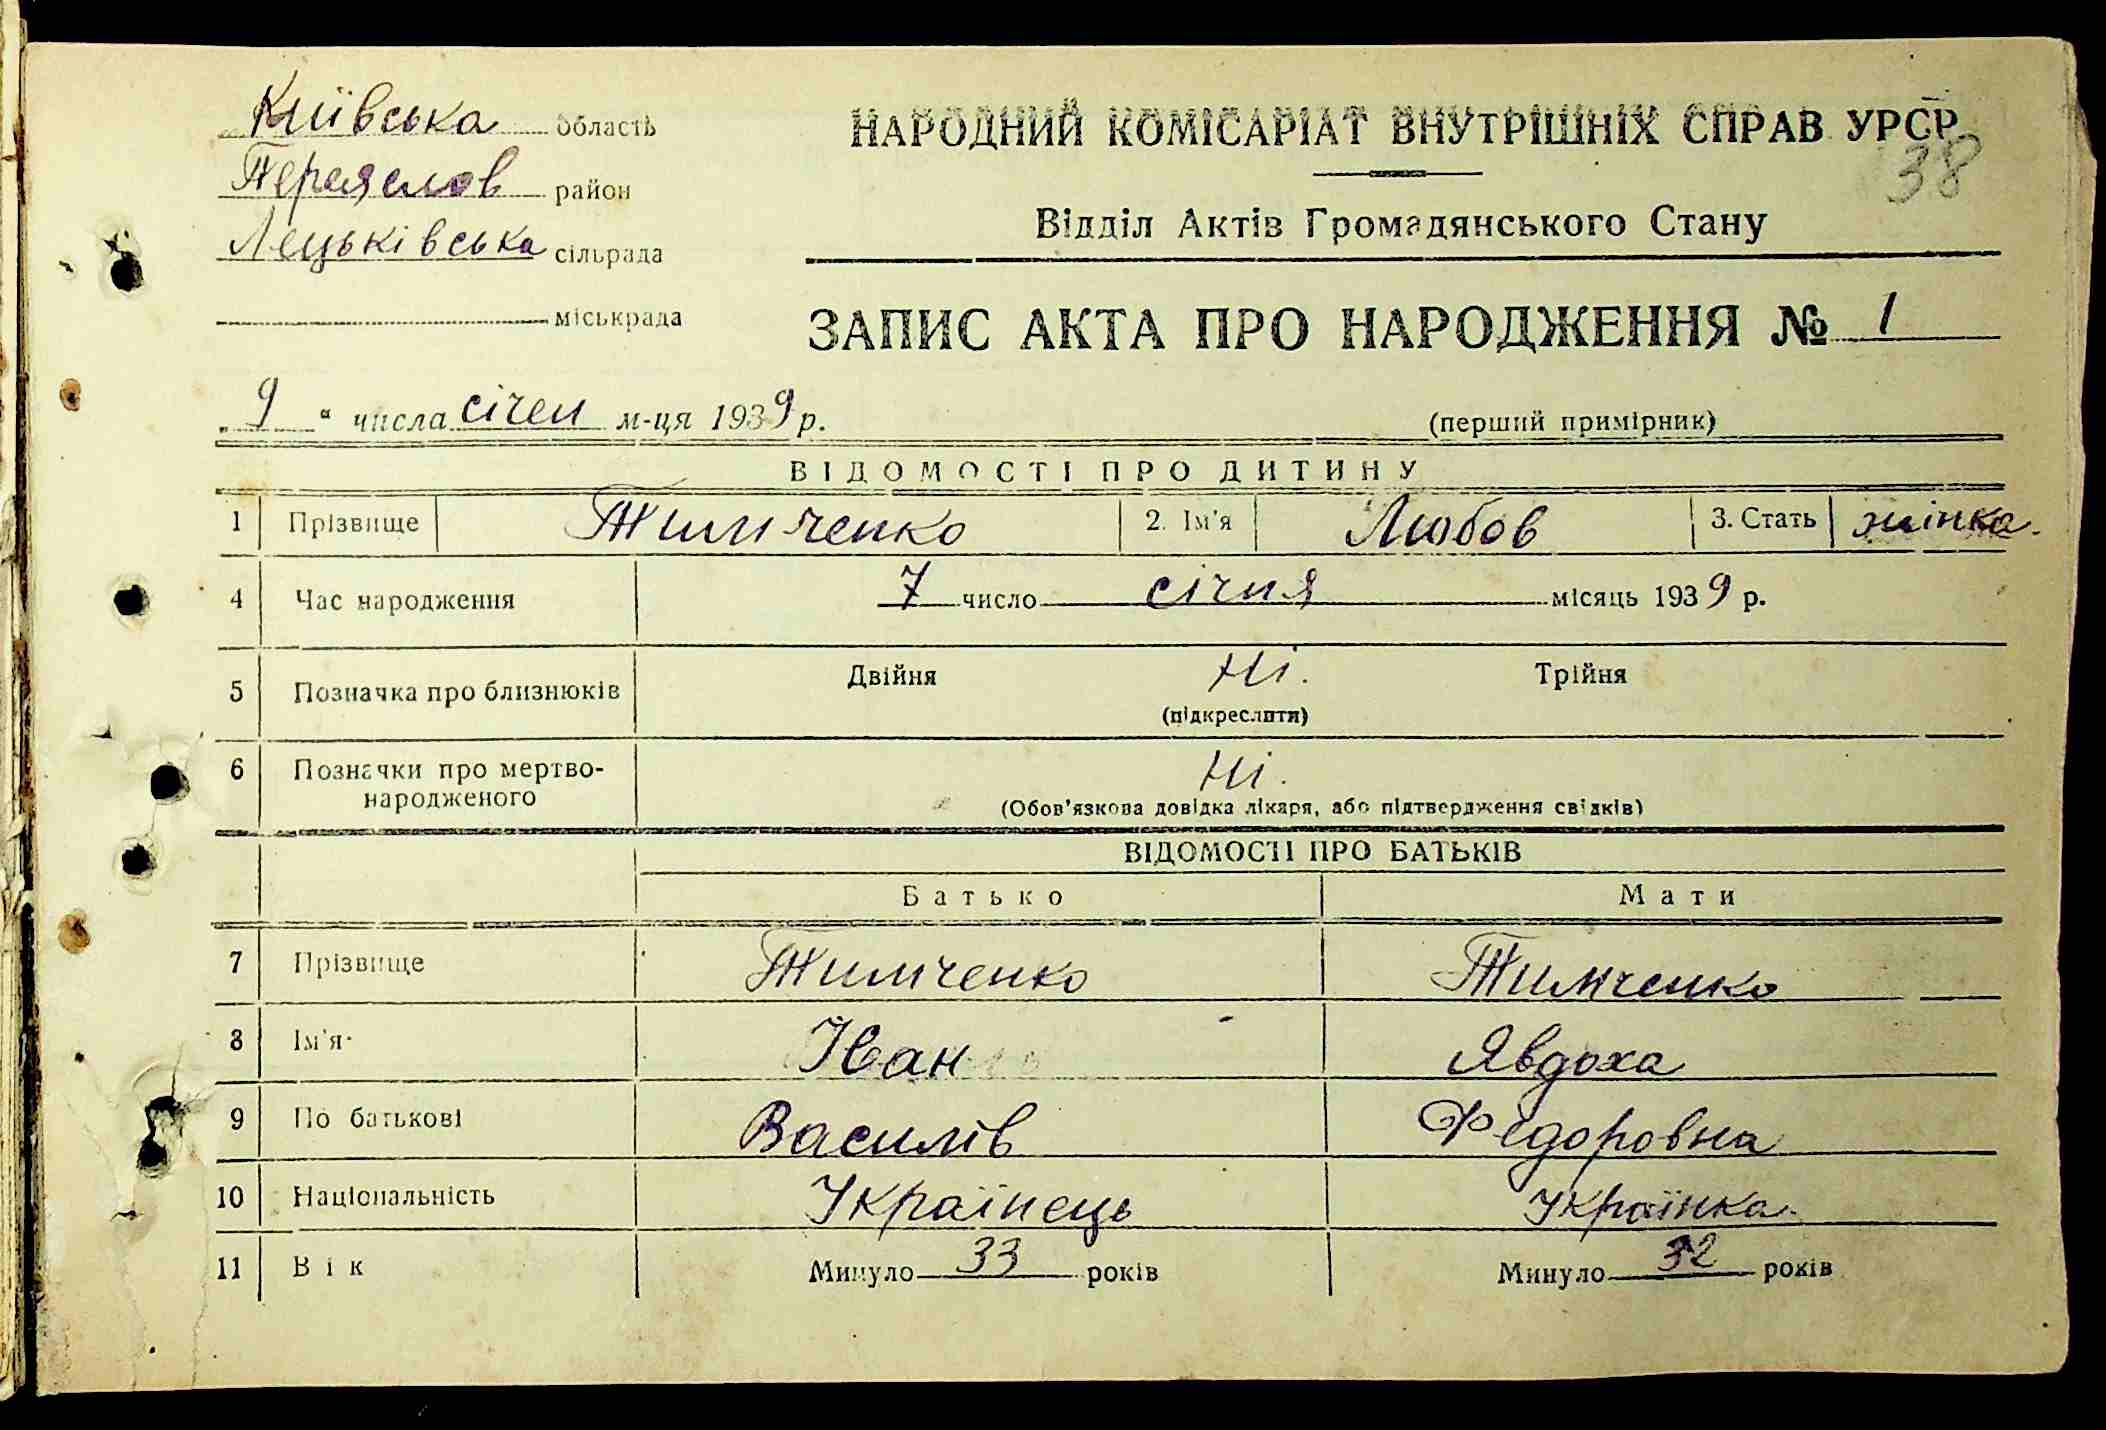 Київська область
Переяслов район
Лецьківська сільрада
міськрада
НАРОДНИЙ КОМІСАРІАТ ВНУТРІШНІХ СПРАВ УРСР
38
Відділ Актів Громадянського Стану
ЗАПИС АКТА ПРО НАРОДЖЕННЯ № 1
„ 9 “ числа січен м-ця 1939 р.
(перший примірник)
ВІДОМОСТІ ПРО ДИТИНУ
1 Прізвище Тимченко 2. Ім'я Любов 3. Стать жінка.
4 Час народження 7 число січня місяць 1939 р.
5 Позначка про близнюків Двійня Ні. Трійня
(підкреслити)
6 Позначки про мертво-
народженого Ні.
(Обов'язкова довідка лікаря, або підтвердження свідків)
ВІДОМОСТІ ПРО БАТЬКІВ
Батько Мати
7 Прізвище Тимченко Тимченко
8 Ім'я Іван Явдоха
9 По батькові Василів Федоровна
10 Національність Українець Українка.
11 Вік Минуло 33 років Минуло 32 років